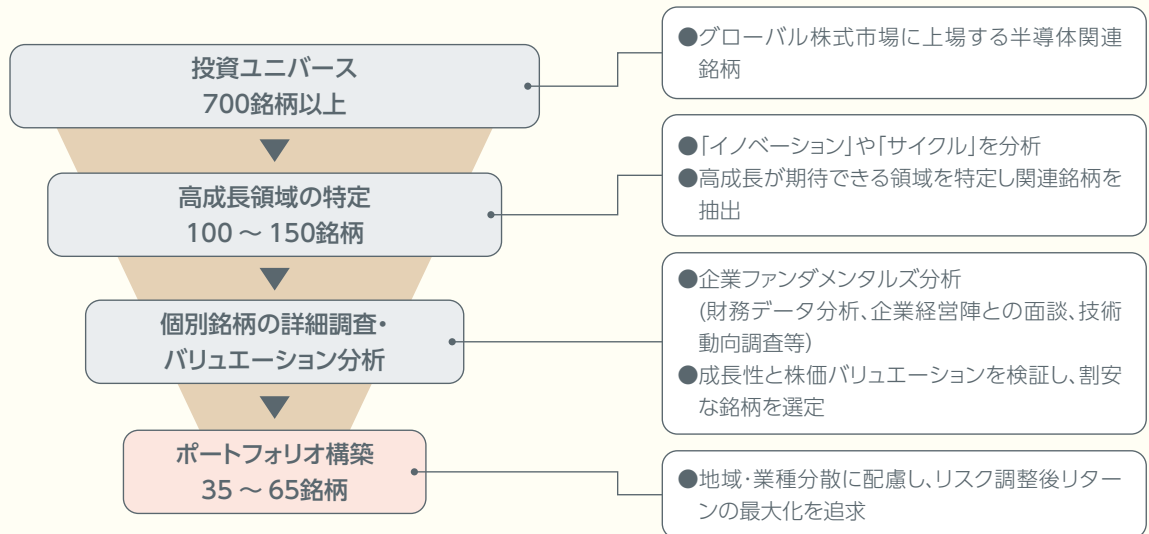 投資ユニバース
700銘柄以上
●グローバル株式市場に上場する半導体関連
銘柄
高成長領域の特定
100 ～ 150銘柄
●「イノベーション」や「サイクル」を分析
●高成長が期待できる領域を特定し関連銘柄を
抽出
個別銘柄の詳細調査・
バリュエーション分析
●企業ファンダメンタルズ分析
(財務データ分析、企業経営陣との面談、技術
動向調査等)
●成長性と株価バリュエーションを検証し、割安
な銘柄を選定
ポートフォリオ構築
35 ～ 65銘柄
●地域・業種分散に配慮し、リスク調整後リター
ンの最大化を追求